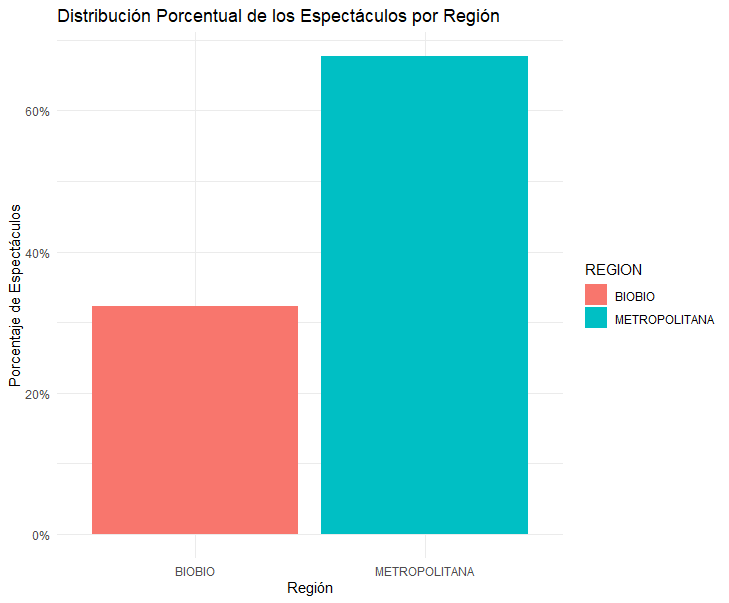 Distribución Porcentual de los Espectáculos por Región
Porcentaje de Espectáculos
60%
40%
20%
0%
BIOBIO
METROPOLITANA
Región
REGION
BIOBIO
METROPOLITANA